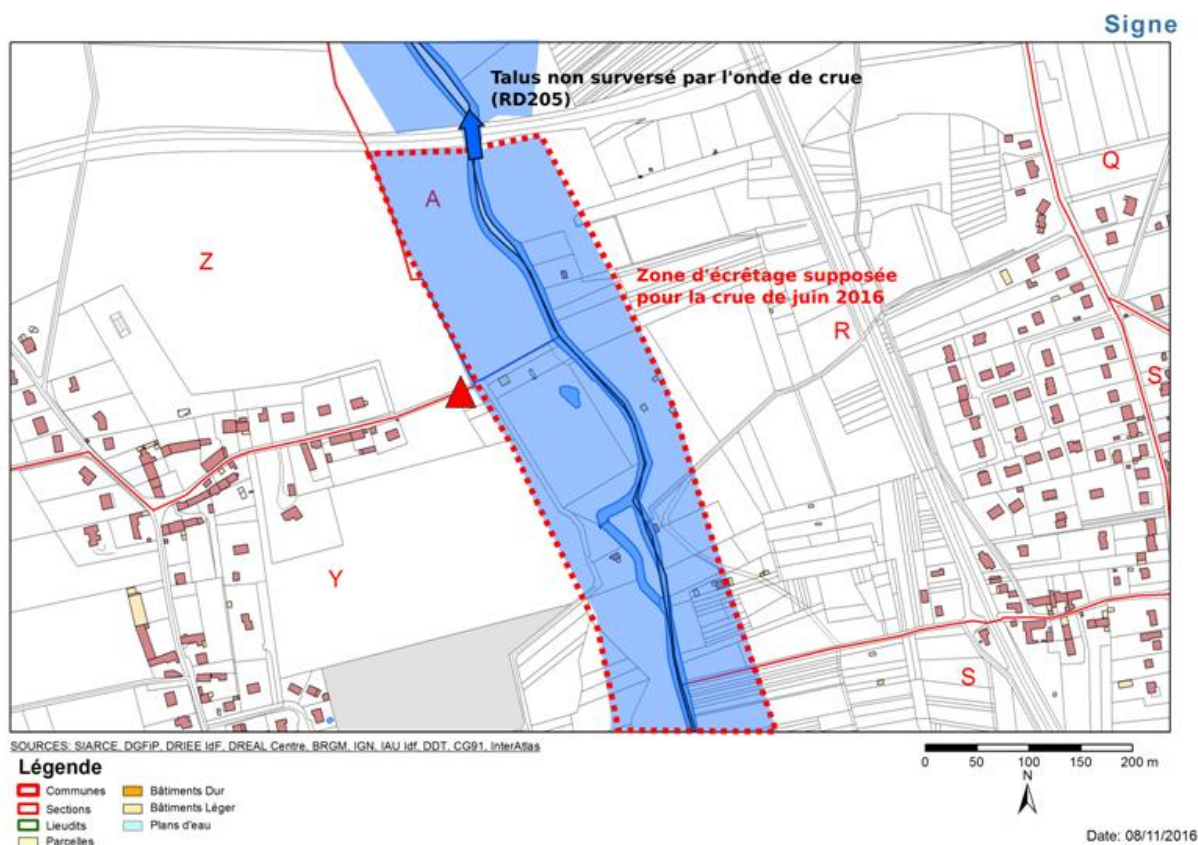 Signe
Talus non surversé par l'onde de crue
(RD205)
Q
A
Z
Zone d'écrêtage supposée
pour la crue de juin 2016
R
S
Y
S
SOURCES: SIARCE, DGFiP, DRIEE IdF, DREAL Centre, BRGM, IGN, IAU Idf, DDT, CG91, InterAtlas
0 50 100 150 200 m
N
Légende
Communes
Sections
Lieudits
Parcelles
Bâtiments Dur
Bâtiments Léger
Plans d'eau
Date: 08/11/2016